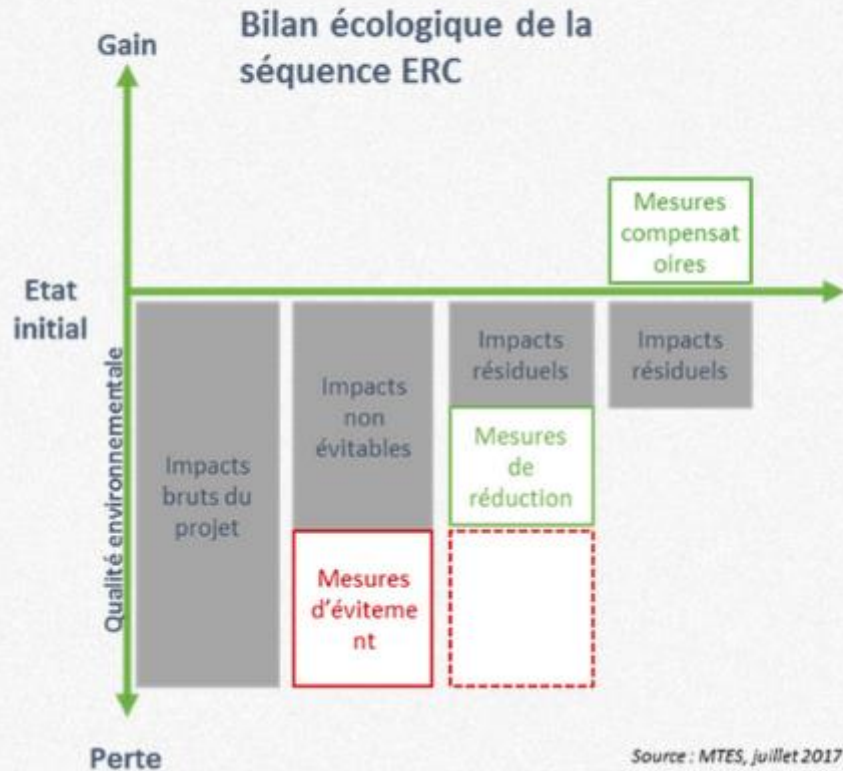 Bilan écologique de la
séquence ERC
Gain
Mesures
compensat
oires
Etat
initial
Qualité environnementale
Impacts
bruts du
projet
Impacts
non
évitables
Mesures
d'éviteme
nt
Impacts
résiduels
Mesures
de
réduction
Impacts
résiduels
Perte
Source : MTES, juillet 2017